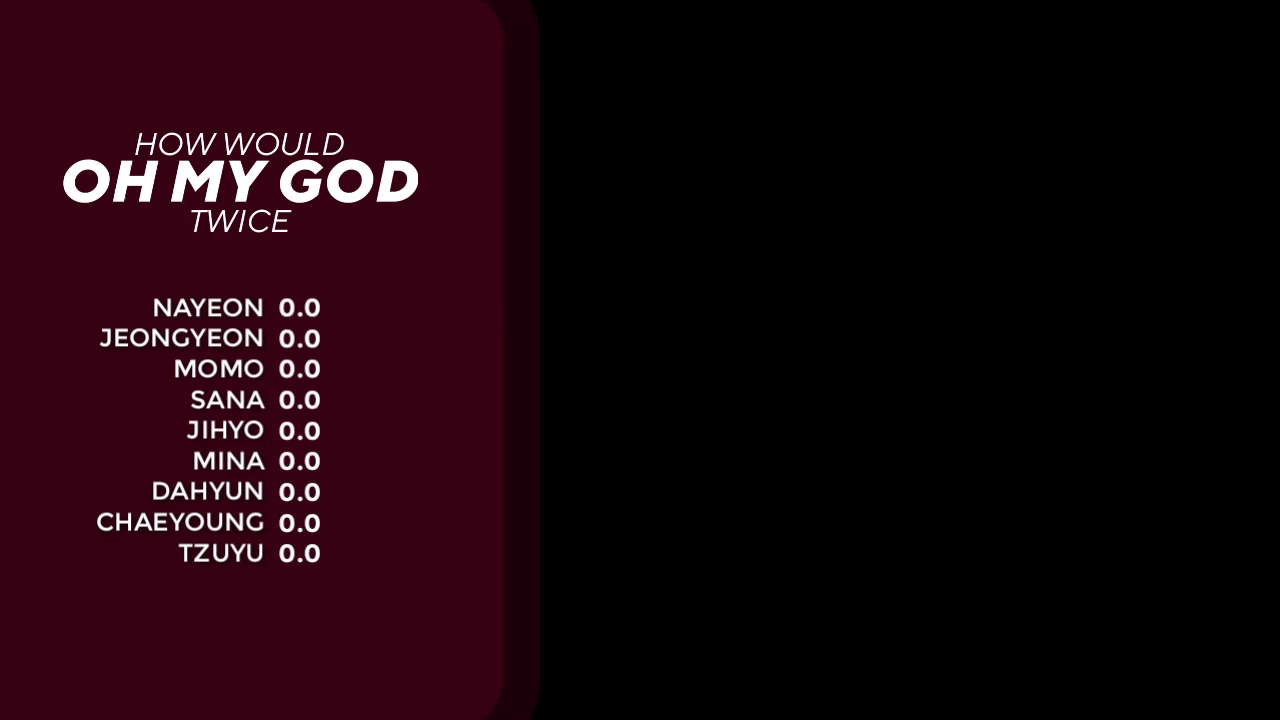 HOW WOULD
OH MY GOD
TWICE
NAYEON 0.0
JEONGYEON 0.0
MOMO 0.0
SANA 0.0
JIHYO 0.0
MINA 0.0
DAHYUN 0.0
CHAEYOUNG 0.0
TZUYU 0.0